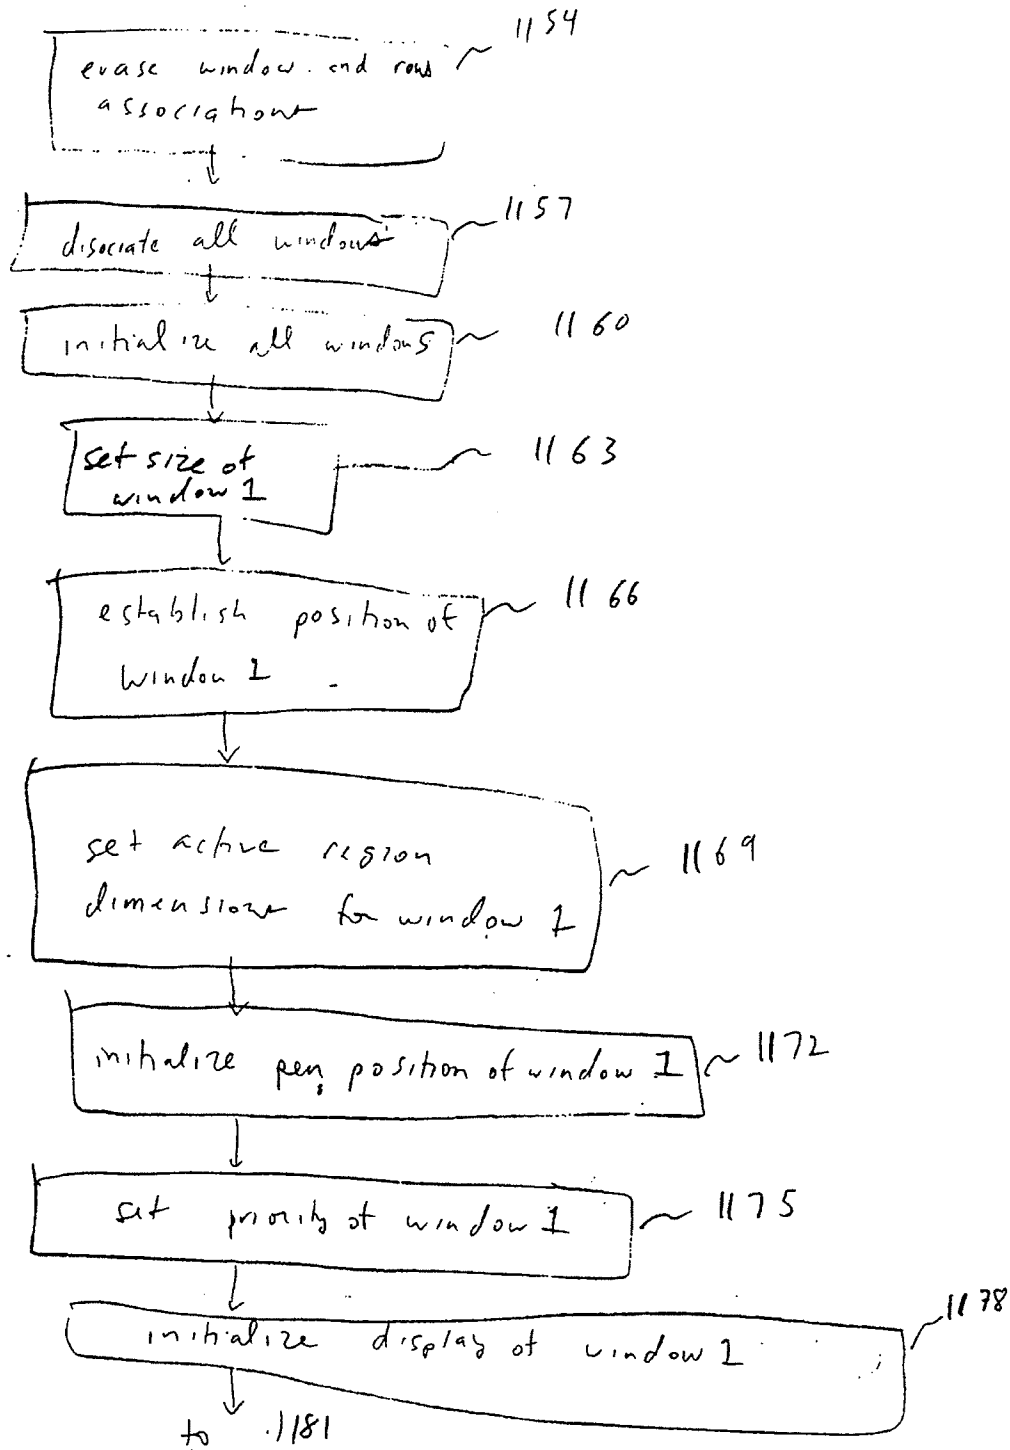 1154
erase window and rows
associations
1157
disociate all windows
1160
initialize all windows
1163
set size of
window 1
1166
establish position of
window 1
1169
set active region
dimensions for window 1
1172
initialize pen position of window 1
1175
set priority of window 1
1178
initialize display of window 1
to 1181